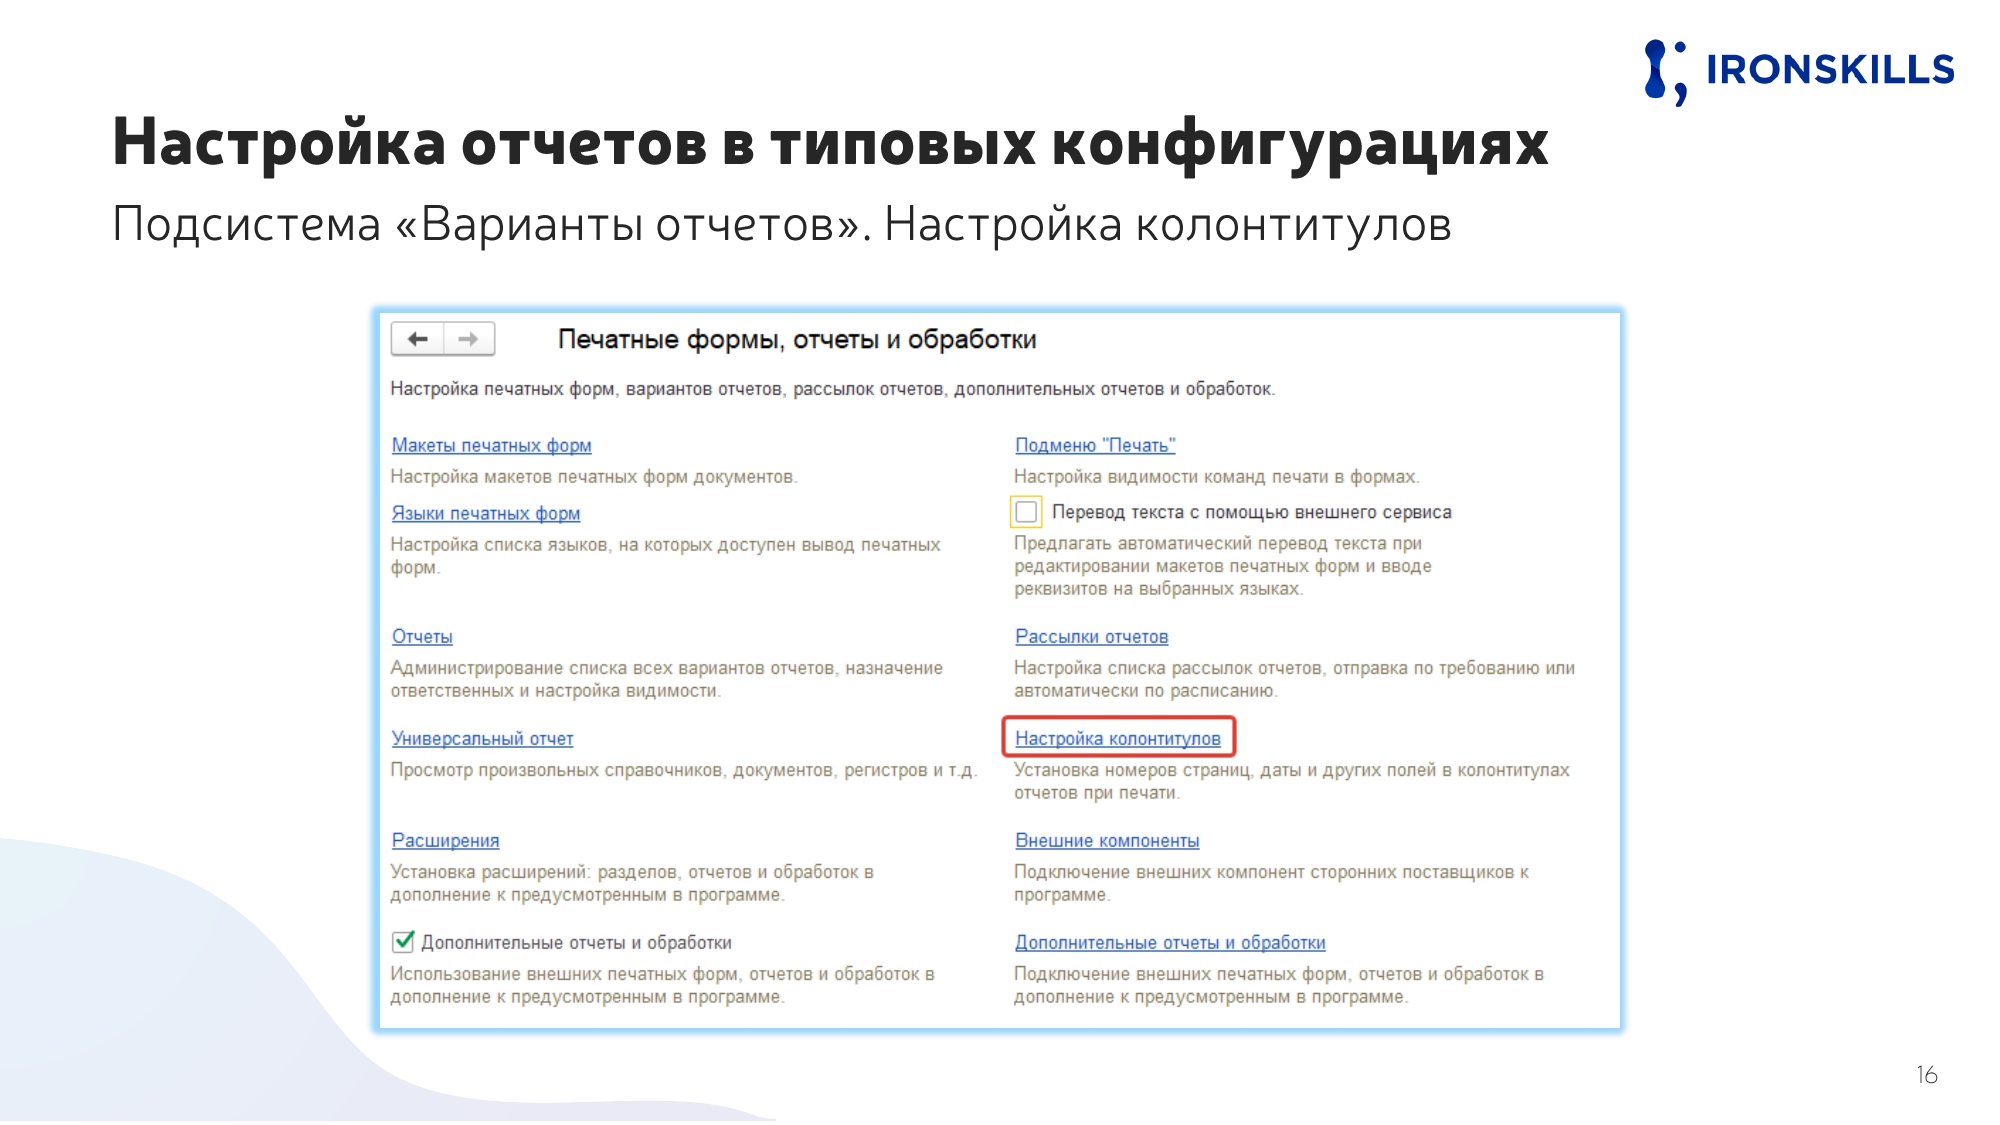 IRONSKILLS
Настройка отчетов в типовых конфигурациях
Подсистема «Варианты отчетов». Настройка колонтитулов
Печатные формы, отчеты и обработки
Настройка печатных форм, вариантов отчетов, рассылок отчетов, дополнительных отчетов и обработок.
Макеты печатных форм
Настройка макетов печатных форм документов.
Языки печатных форм
Настройка списка языков, на которых доступен вывод печатных
форм.
Подменю "Печать"
Настройка видимости команд печати в формах.
Перевод текста с помощью внешнего сервиса
Предлагать автоматический перевод текста при
редактировании макетов печатных форм и вводе
реквизитов на выбранных языках.
Отчеты
Администрирование списка всех вариантов отчетов, назначение
ответственных и настройка видимости.
Рассылки отчетов
Настройка списка рассылок отчетов, отправка по требованию или
автоматически по расписанию.
Универсальный отчет
Просмотр произвольных справочников, документов, регистров и т.д.
Настройка колонтитулов
Установка номеров страниц, даты и других полей в колонтитулах
отчетов при печати.
Расширения
Установка расширений: разделов, отчетов и обработок в
дополнение к предусмотренным в программе.
Внешние компоненты
Подключение внешних компонент сторонних поставщиков к
программе.
Дополнительные отчеты и обработки
Использование внешних печатных форм, отчетов и обработок в
дополнение к предусмотренным в программе.
Дополнительные отчеты и обработки
Подключение внешних печатных форм, отчетов и обработок в
дополнение к предусмотренным в программе.
16